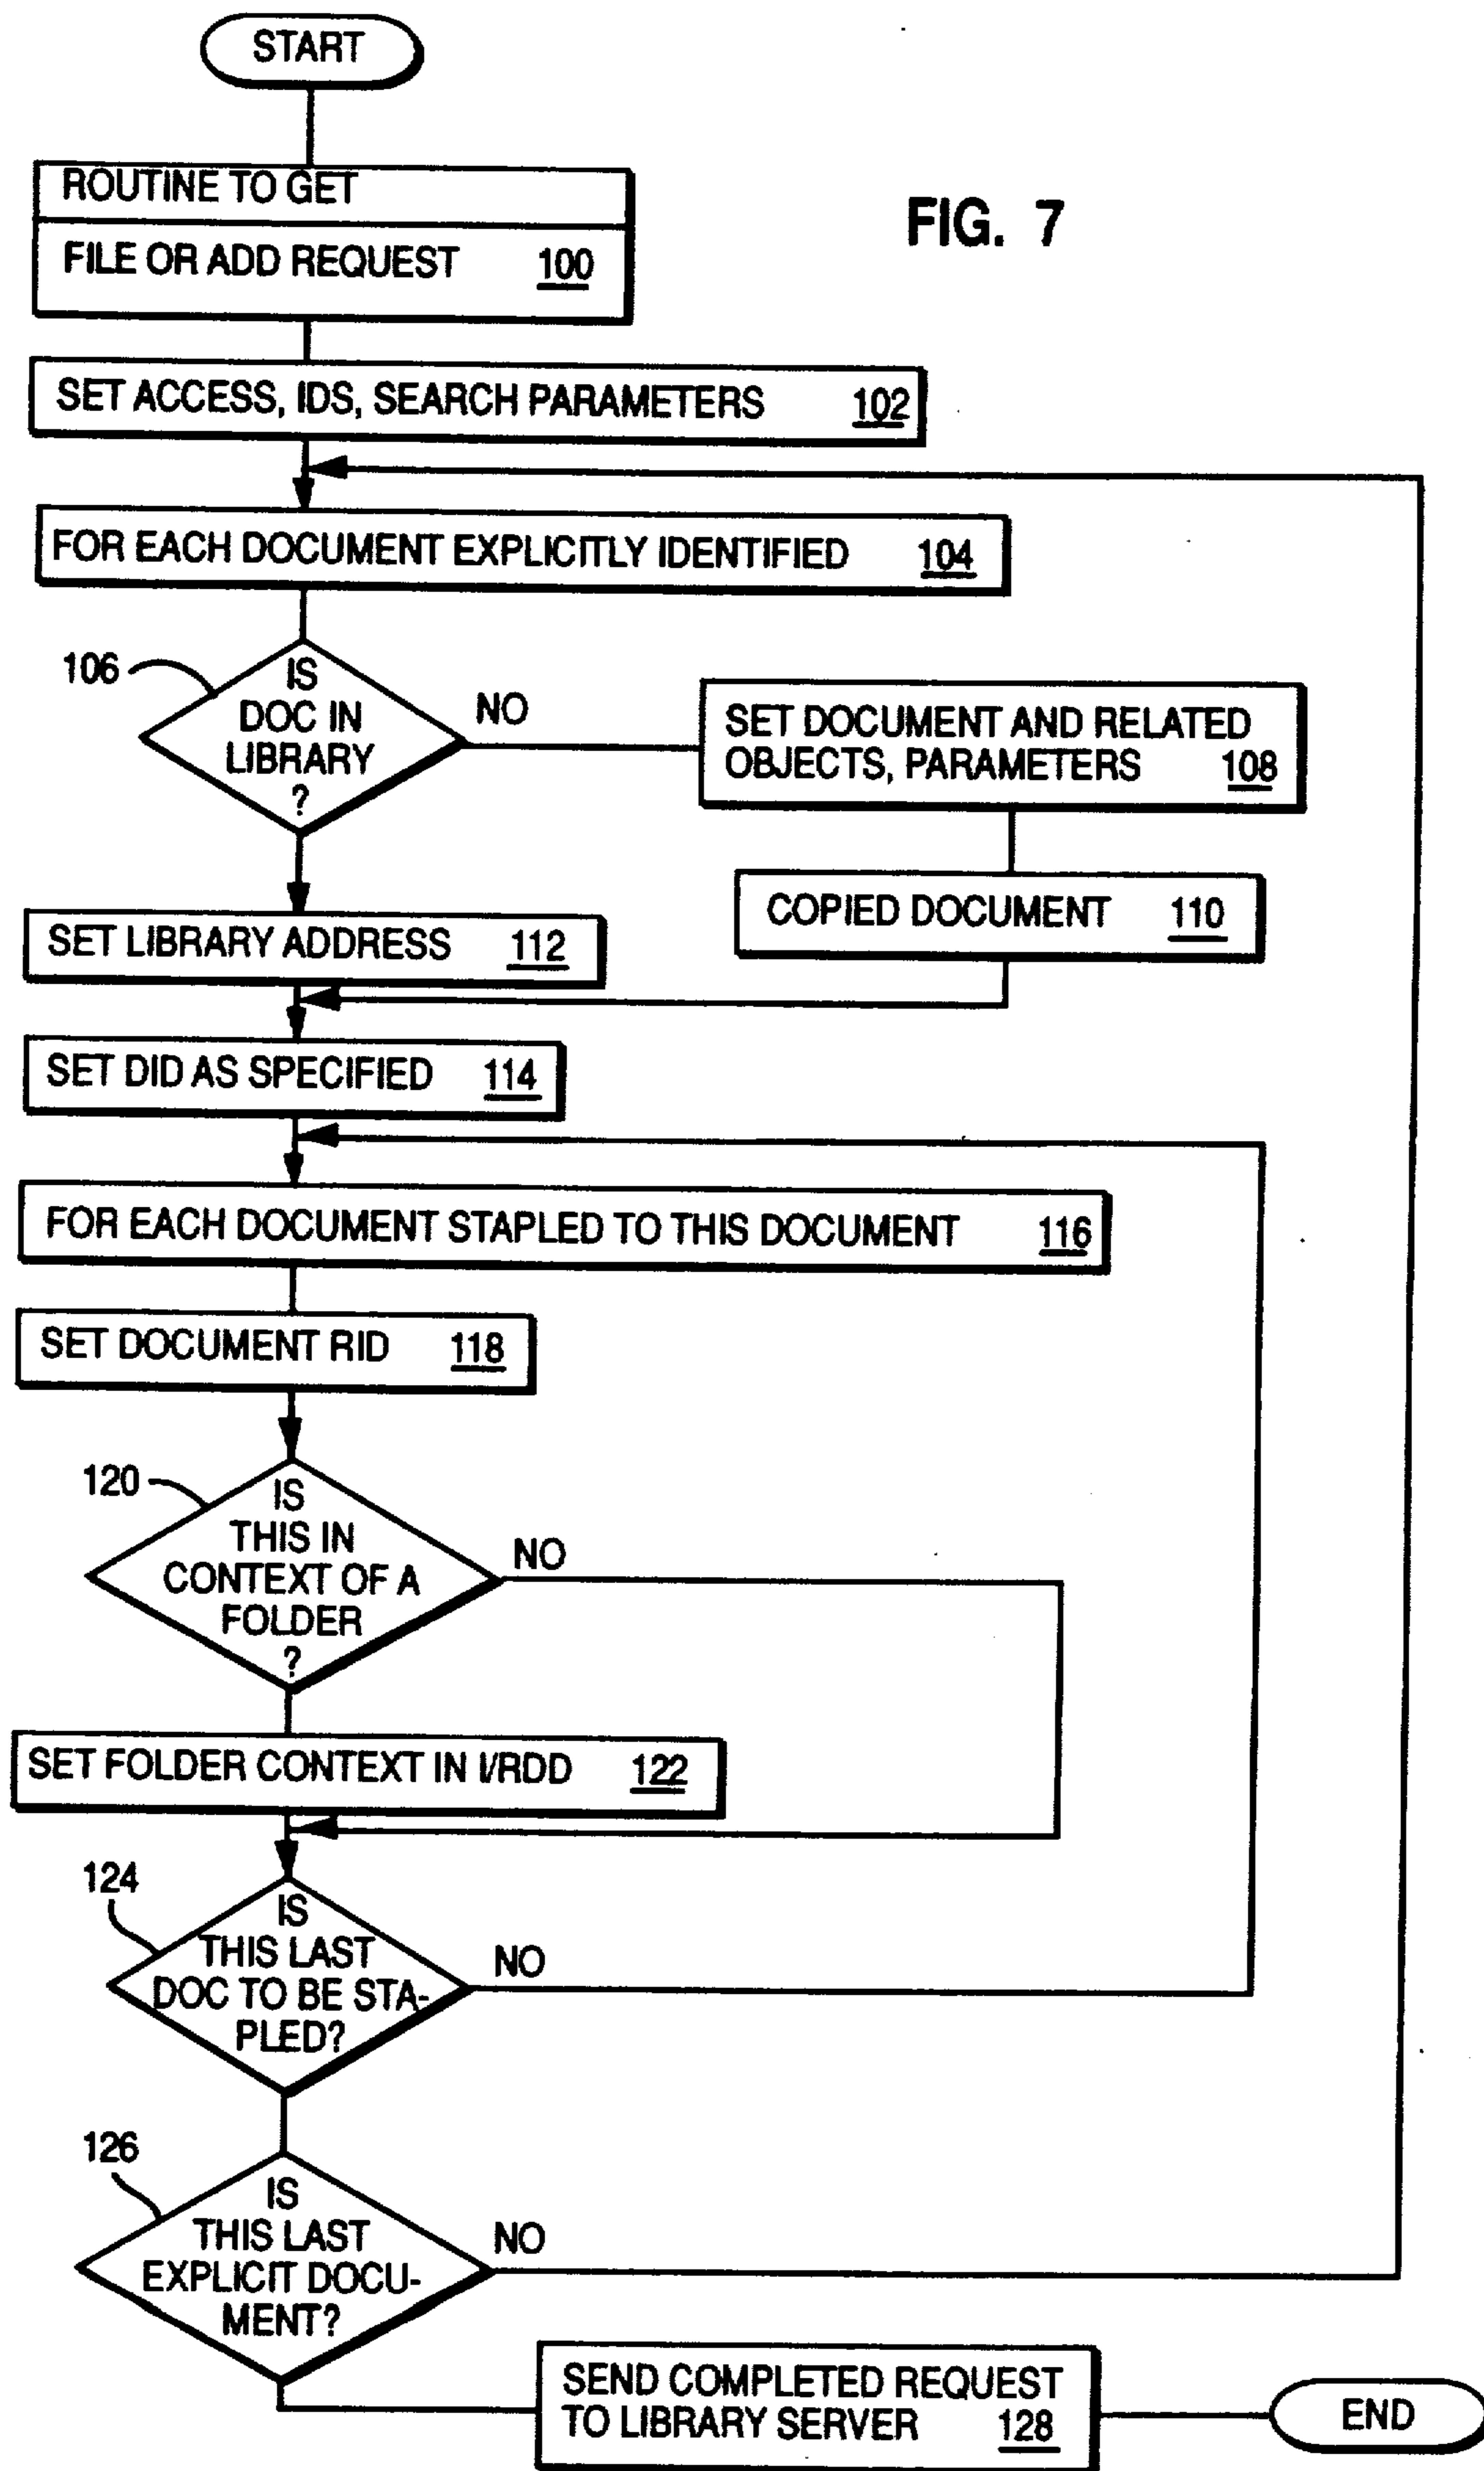 START
ROUTINE TO GET
FILE OR ADD REQUEST 100
FIG. 7
SET ACCESS, IDS, SEARCH PARAMETERS 102
FOR EACH DOCUMENT EXPLICITLY IDENTIFIED 104
106
IS
DOC IN
LIBRARY
?
NO
SET DOCUMENT AND RELATED
OBJECTS, PARAMETERS 108
COPIED DOCUMENT 110
SET LIBRARY ADDRESS 112
SET DID AS SPECIFIED 114
FOR EACH DOCUMENT STAPLED TO THIS DOCUMENT 116
SET DOCUMENT RID 118
120
IS
THIS IN
CONTEXT OF A
FOLDER
?
NO
SET FOLDER CONTEXT IN I/RDD 122
124
IS
THIS LAST
DOC TO BE STA-
PLED?
NO
126
IS
THIS LAST
EXPLICIT DOCU-
MENT?
NO
SEND COMPLETED REQUEST
TO LIBRARY SERVER 128
END